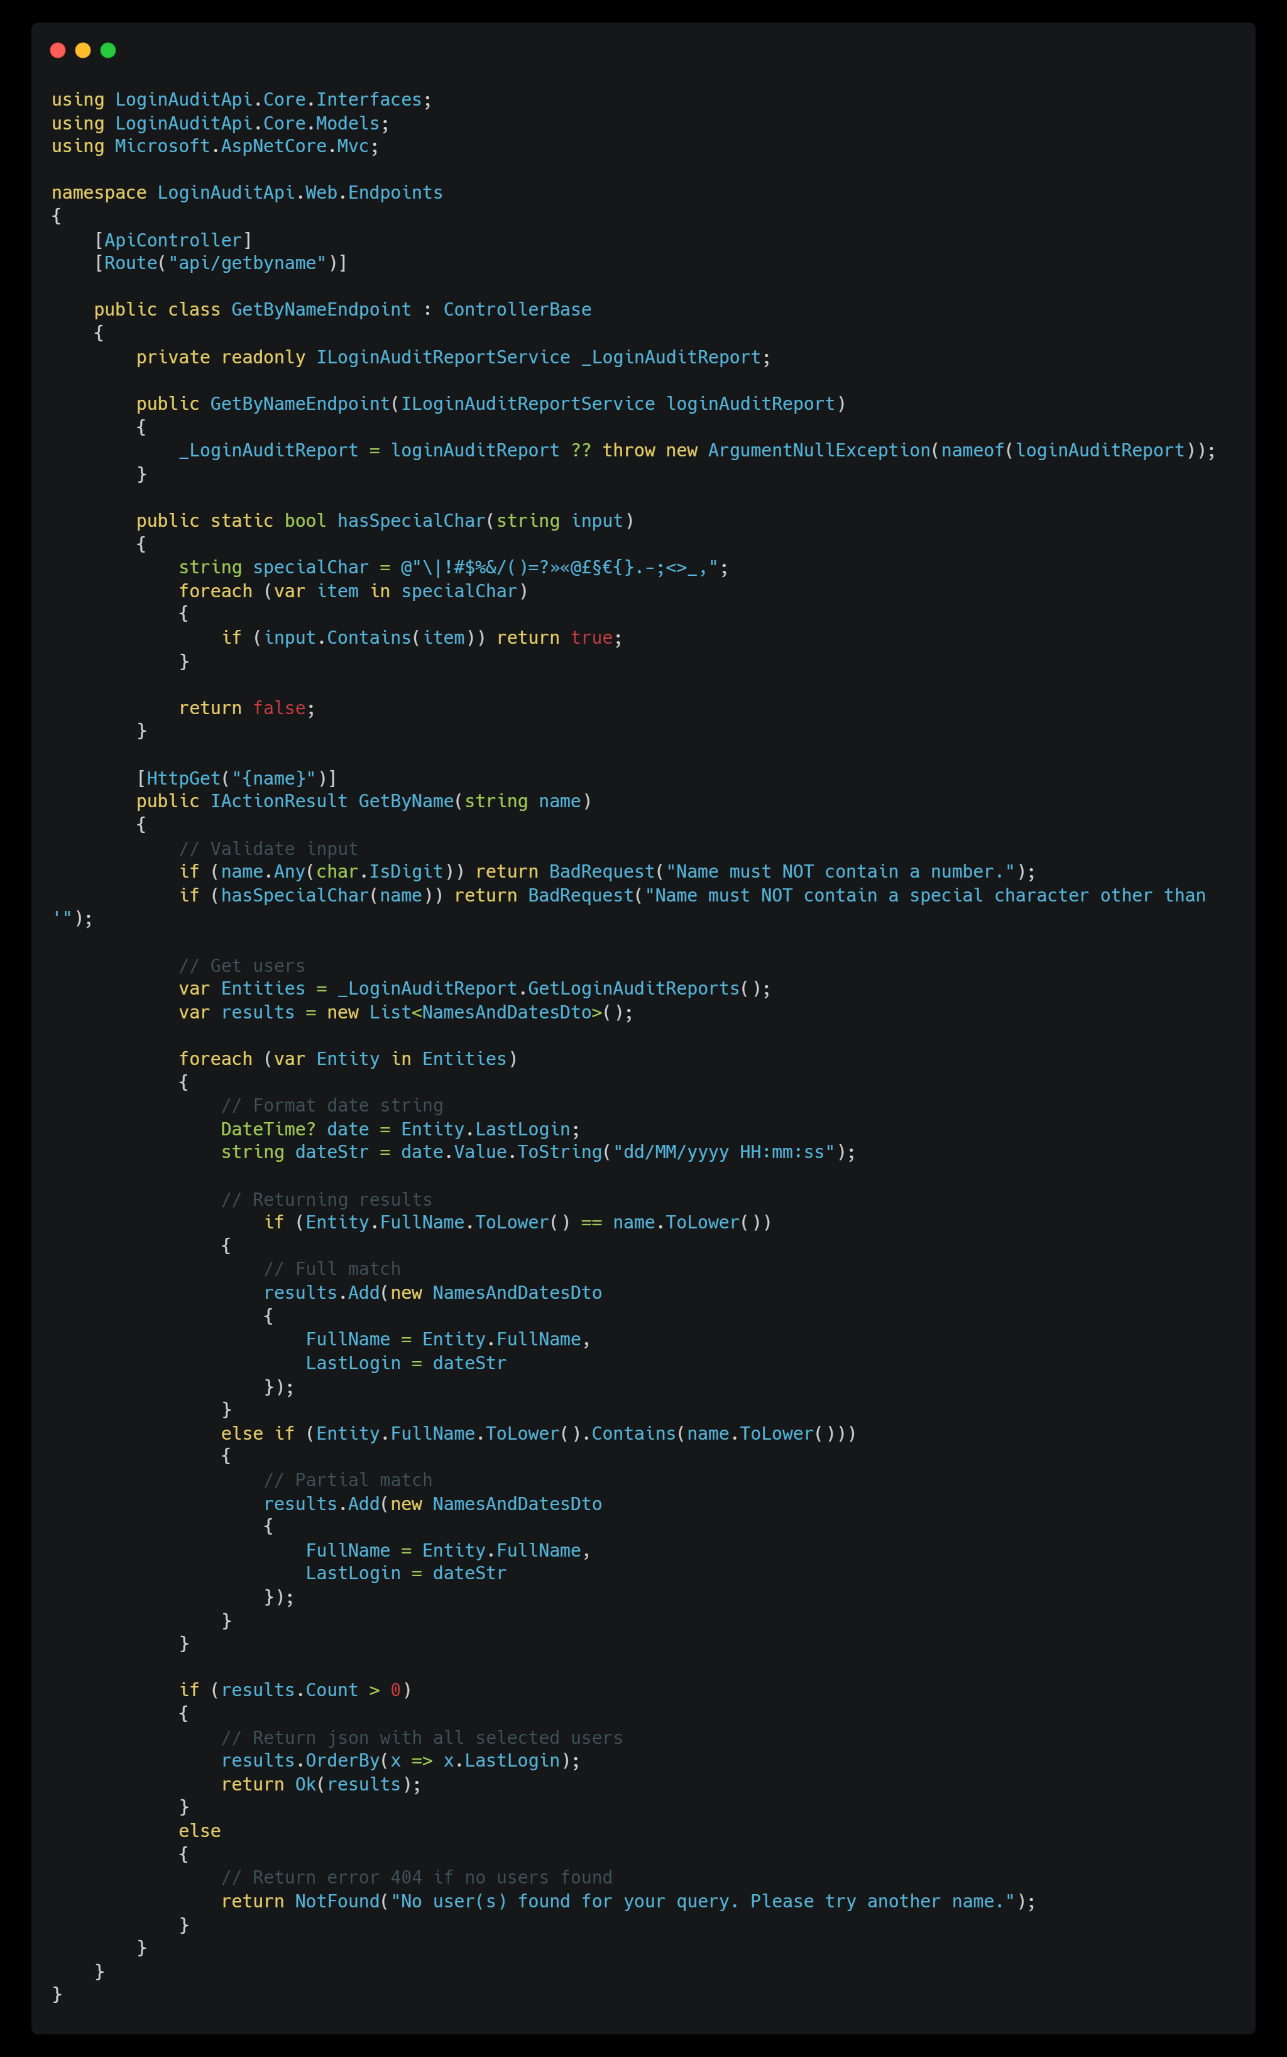 using LoginAuditApi.Core.Interfaces;
using LoginAuditApi.Core.Models;
using Microsoft.AspNetCore.Mvc;

namespace LoginAuditApi.Web.Endpoints
{
    [ApiController]
    [Route("api/getbyname")]

    public class GetByNameEndpoint : ControllerBase
    {
        private readonly ILoginAuditReportService _LoginAuditReport;

        public GetByNameEndpoint(ILoginAuditReportService loginAuditReport)
        {
            _LoginAuditReport = loginAuditReport ?? throw new ArgumentNullException(nameof(loginAuditReport));
        }

        public static bool hasSpecialChar(string input)
        {
            string specialChar = @"\|!#$%&/()=?»«@£§€{}.-;<>_,";
            foreach (var item in specialChar)
            {
                if (input.Contains(item)) return true;
            }

            return false;
        }

        [HttpGet("{name}")]
        public IActionResult GetByName(string name)
        {
            // Validate input
            if (name.Any(char.IsDigit)) return BadRequest("Name must NOT contain a number.");
            if (hasSpecialChar(name)) return BadRequest("Name must NOT contain a special character other than
'");

            // Get users
            var Entities = _LoginAuditReport.GetLoginAuditReports();
            var results = new List<NamesAndDatesDto>();

            foreach (var Entity in Entities)
            {
                // Format date string
                DateTime? date = Entity.LastLogin;
                string dateStr = date.Value.ToString("dd/MM/yyyy HH:mm:ss");

                // Returning results
                    if (Entity.FullName.ToLower() == name.ToLower())
                {
                    // Full match
                    results.Add(new NamesAndDatesDto
                    {
                        FullName = Entity.FullName,
                        LastLogin = dateStr
                    });
                }
                else if (Entity.FullName.ToLower().Contains(name.ToLower()))
                {
                    // Partial match
                    results.Add(new NamesAndDatesDto
                    {
                        FullName = Entity.FullName,
                        LastLogin = dateStr
                    });
                }
            }

            if (results.Count > 0)
            {
                // Return json with all selected users
                results.OrderBy(x => x.LastLogin);
                return Ok(results);
            }
            else
            {
                // Return error 404 if no users found
                return NotFound("No user(s) found for your query. Please try another name.");
            }
        }
    }
}